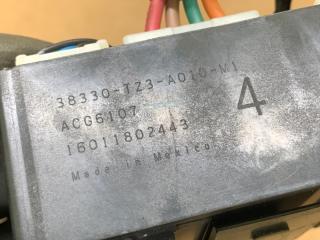 38330-TZ3-A010-M1
ACG6107
16011802443
Made in Mexico
4